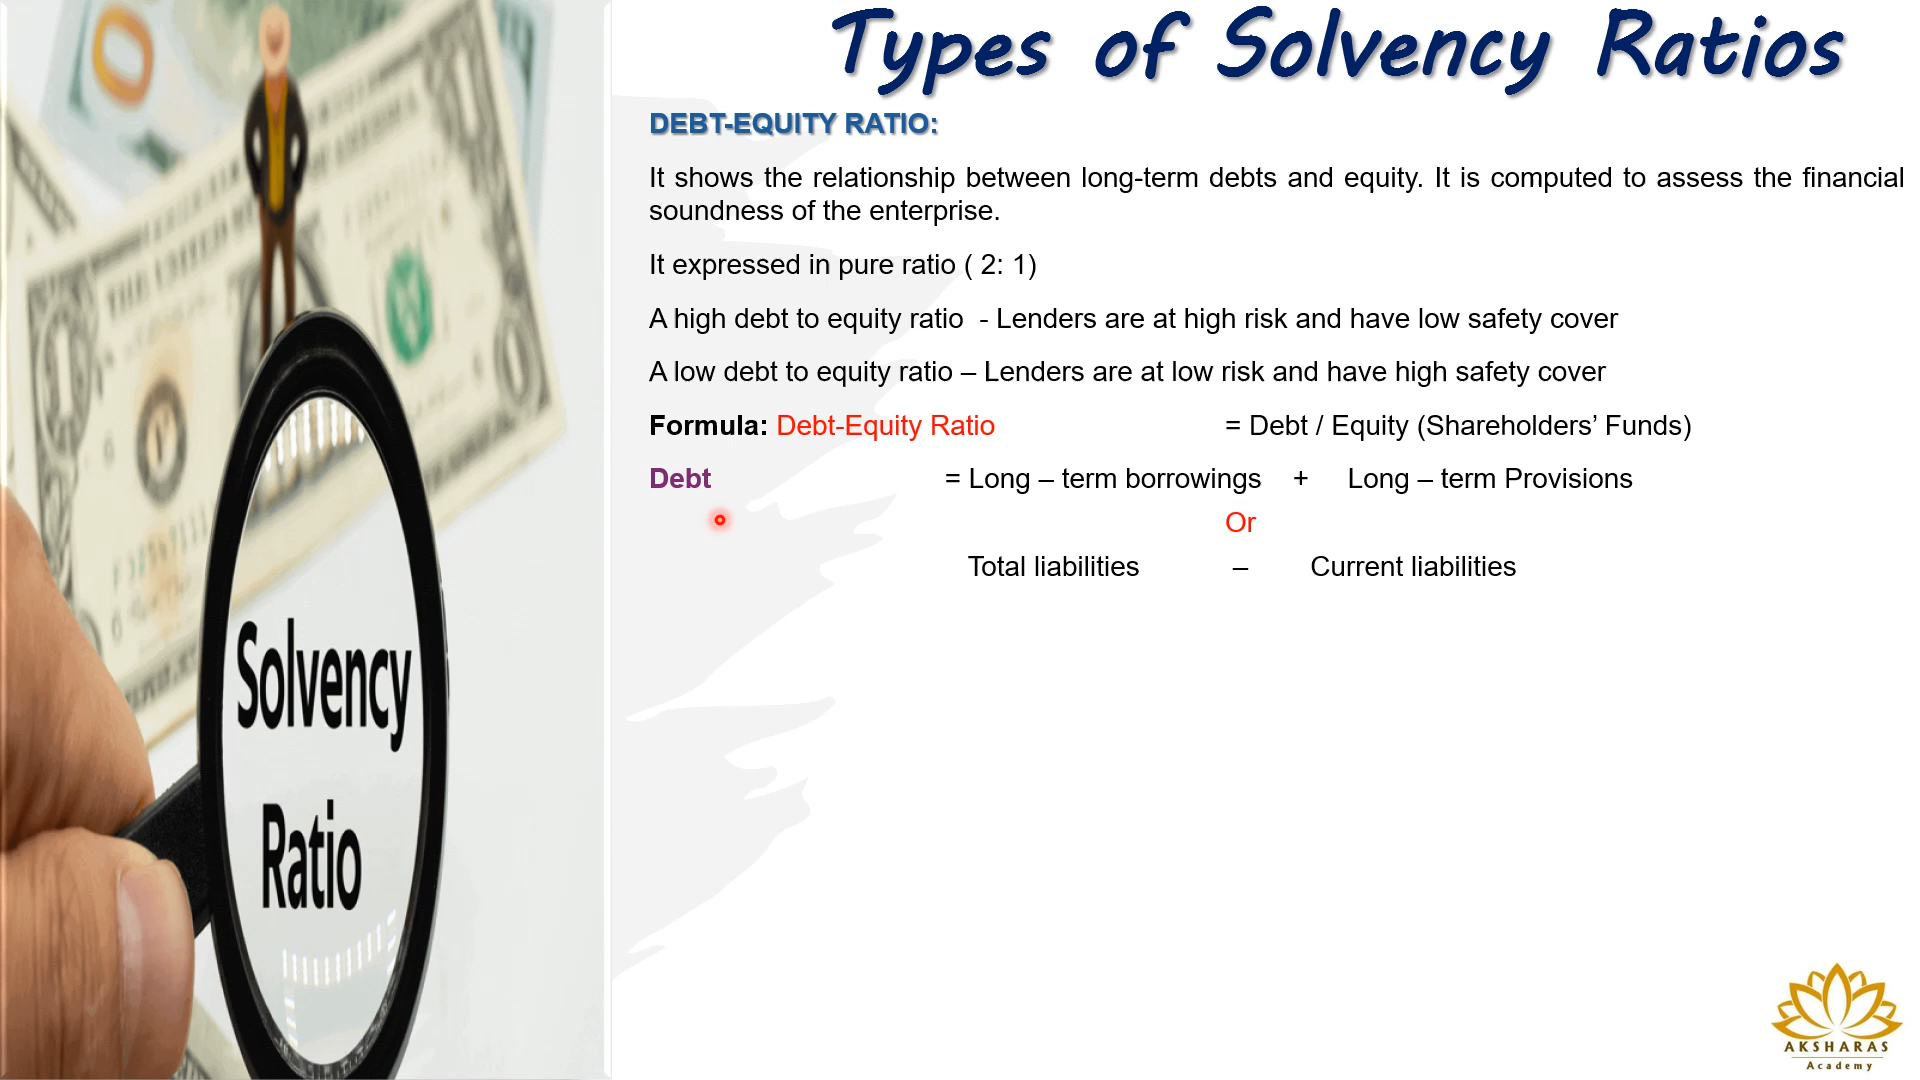 Types of Solvency Ratios
DEBT-EQUITY RATIO:
It shows the relationship between long-term debts and equity. It is computed to assess the financial
soundness of the enterprise.
It expressed in pure ratio ( 2: 1)
A high debt to equity ratio - Lenders are at high risk and have low safety cover
A low debt to equity ratio – Lenders are at low risk and have high safety cover
Formula: Debt-Equity Ratio = Debt / Equity (Shareholders’ Funds)
Debt = Long – term borrowings + Long – term Provisions
Or
Total liabilities – Current liabilities
Solvency
Ratio
AKSHARAS
Academy